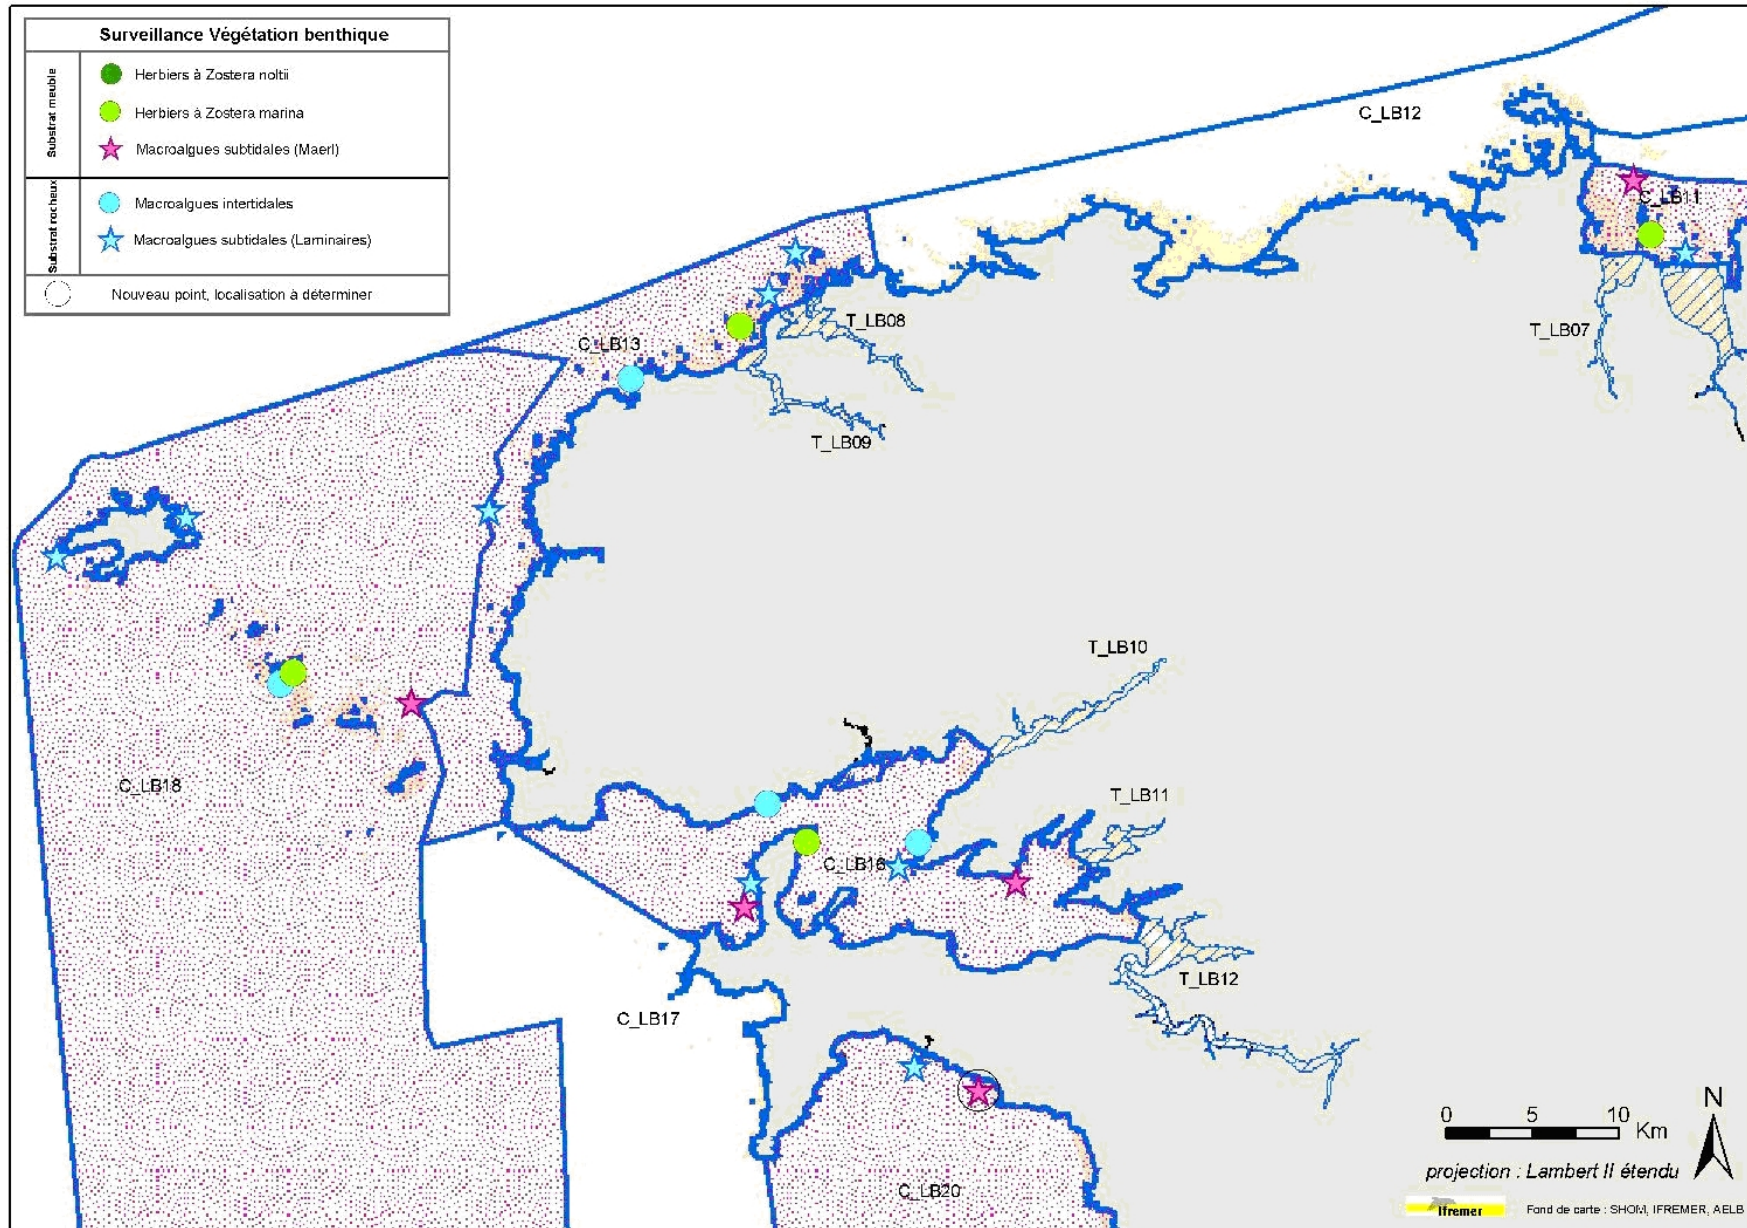 Surveillance Végétation benthique
Substrat meuble
Herbiers à Zostera noltii
Herbiers à Zostera marina
Macroalgues subtidales (Maerl)
Substrat rocheux
Macroalgues intertidales
Macroalgues subtidales (Laminaires)
Nouveau point, localisation à déterminer
C_LB12
C_LB11
T_LB08
T_LB07
C_LB13
T_LB09
T_LB10
C_LB18
T_LB11
C_LB16
T_LB12
C_LB17
C_LB20
N
0 5 10 Km
projection : Lambert II étendu
Ifremer
Fond de carte : SHOM, IFREMER, AELB